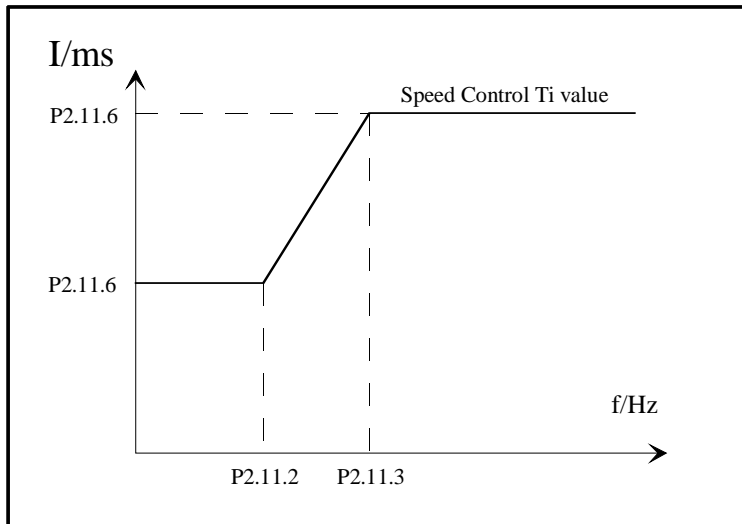 I/ms
Speed Control Ti value
P2.11.6
P2.11.6
f/Hz
P2.11.2
P2.11.3